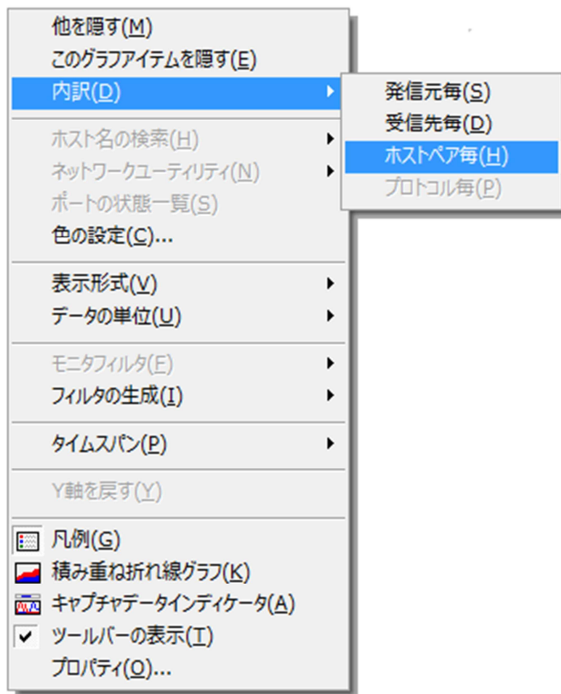 他を隠す(M)
このグラフアイテムを隠す(E)
内訳(D)
発信元毎(S)
受信先毎(D)
ホストペア毎(H)
プロトコル毎(P)
ホスト名の検索(H)
ネットワークユーティリティ(N)
ポートの状態一覧(S)
色の設定(C)...
表示形式(V)
データの単位(U)
モニタフィルタ(F)
フィルタの生成(I)
タイムスパン(P)
Y軸を戻す(Y)
凡例(G)
積み重ね折れ線グラフ(K)
キャプチャデータインディケータ(A)
ツールバーの表示(T)
プロパティ(O)...